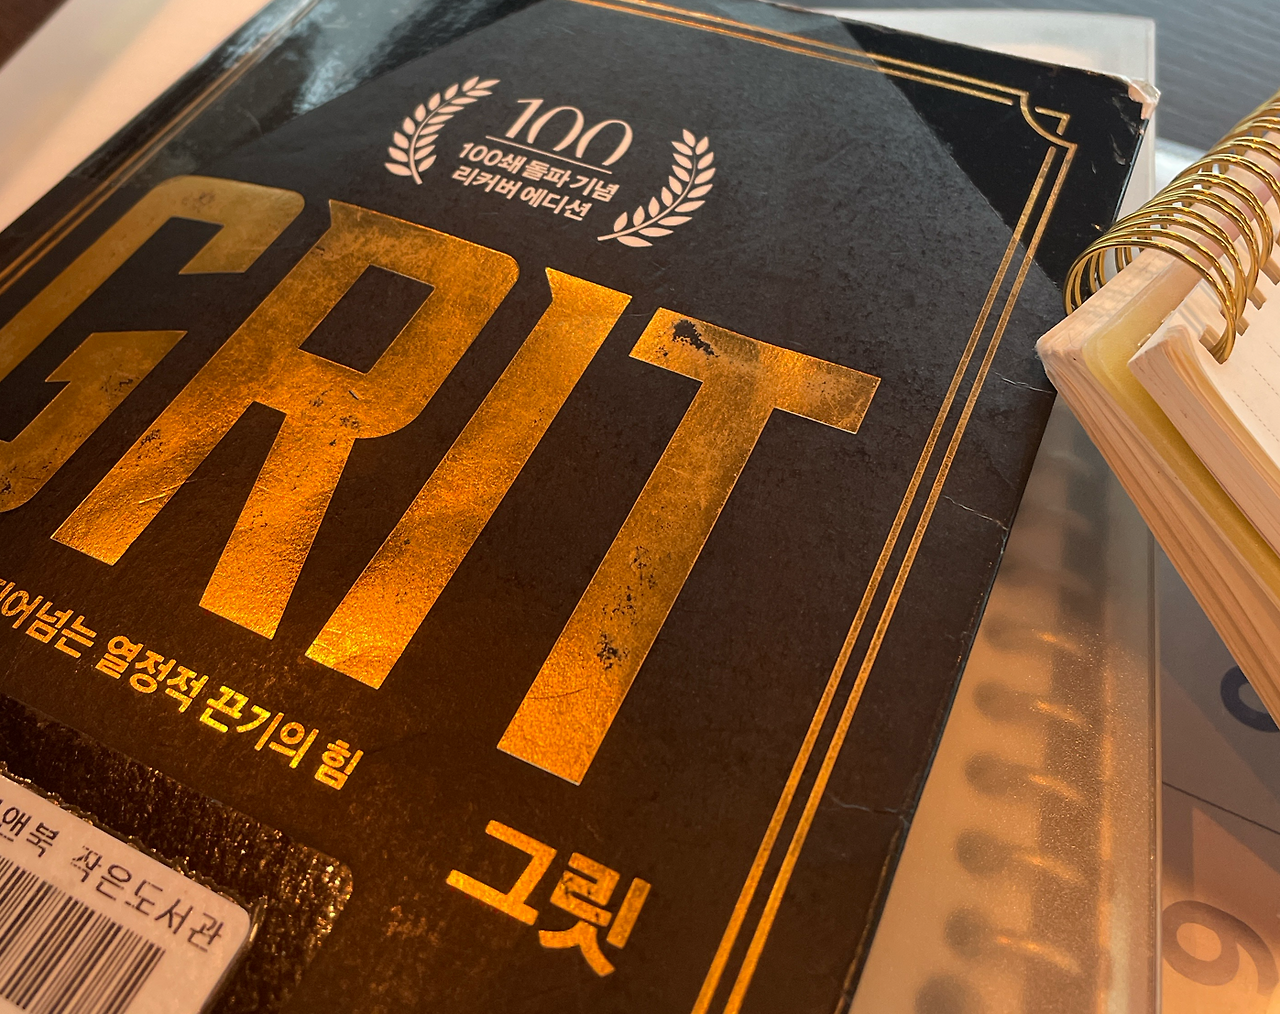 100
100쇄 돌파 기념
리커버 에디션
GRIT
뛰어넘는 열정적 끈기의 힘
그릿
앤북 작은도서관
9